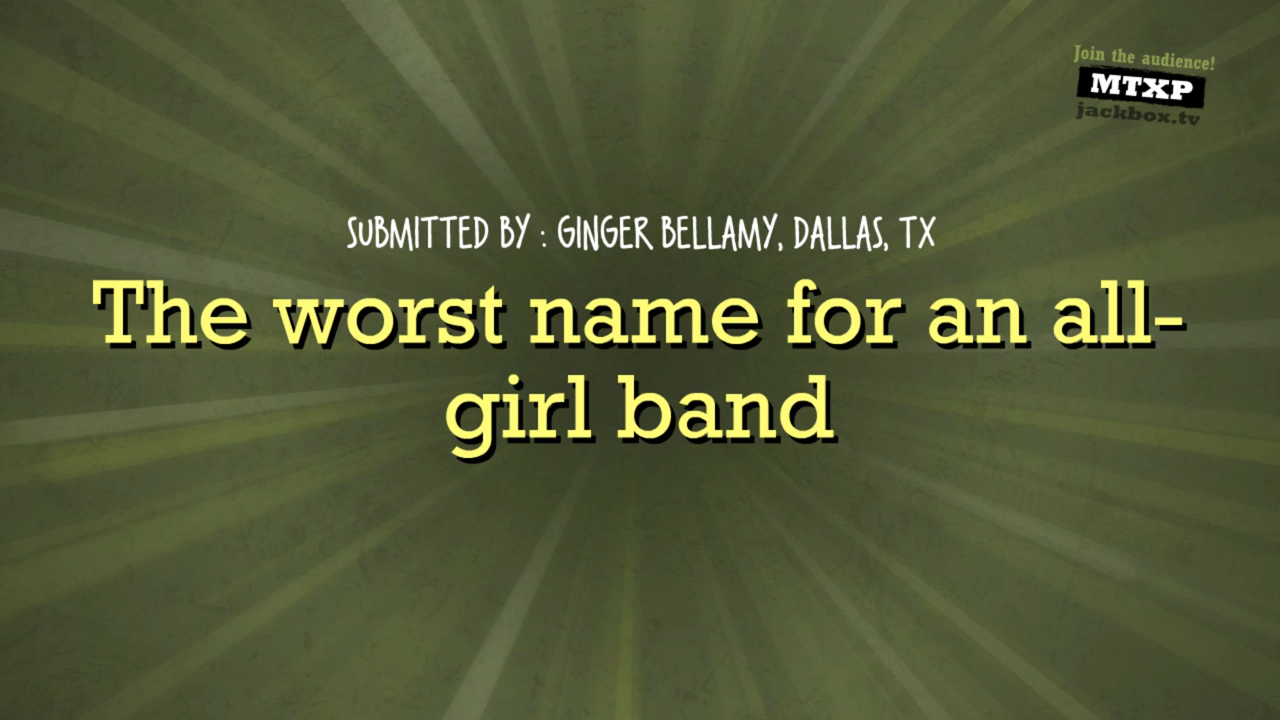 Join the audience!
MTXP
jackbox.tv
SUBMITTED BY : GINGER BELLAMY, DALLAS, TX
The worst name for an all-
girl band